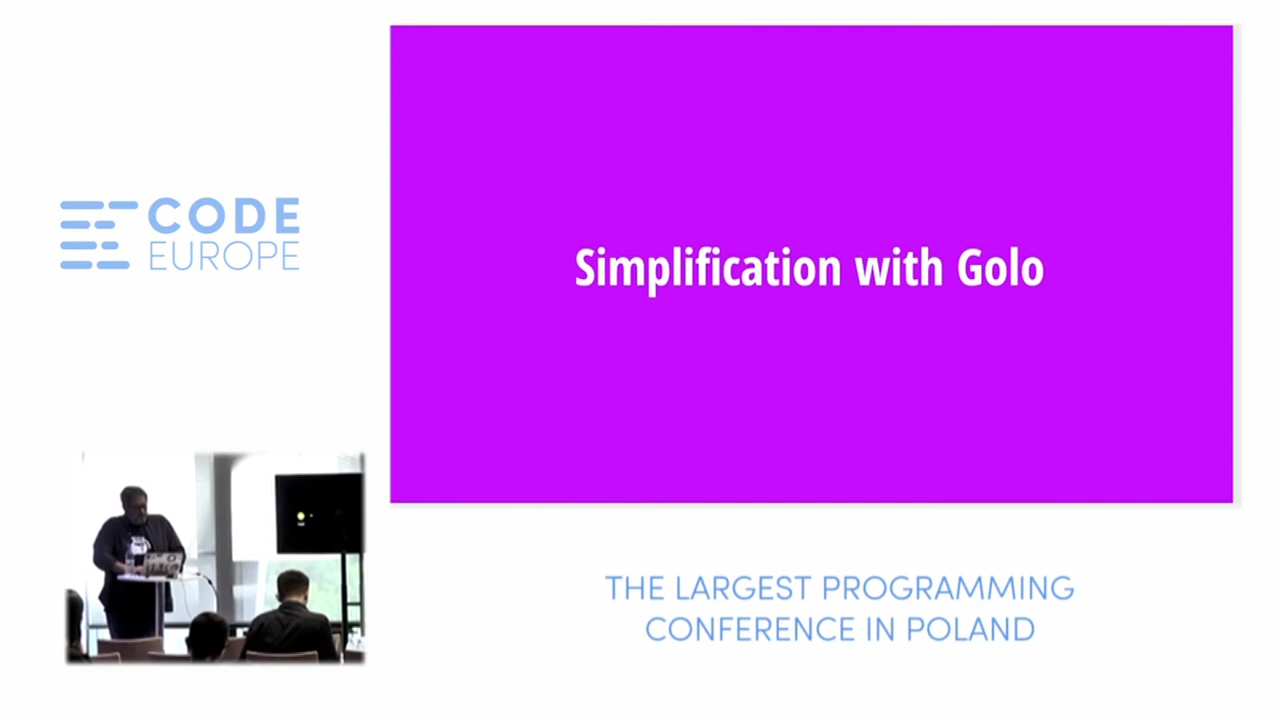 CODE
EUROPE
Simplification with Golo
THE LARGEST PROGRAMMING
CONFERENCE IN POLAND